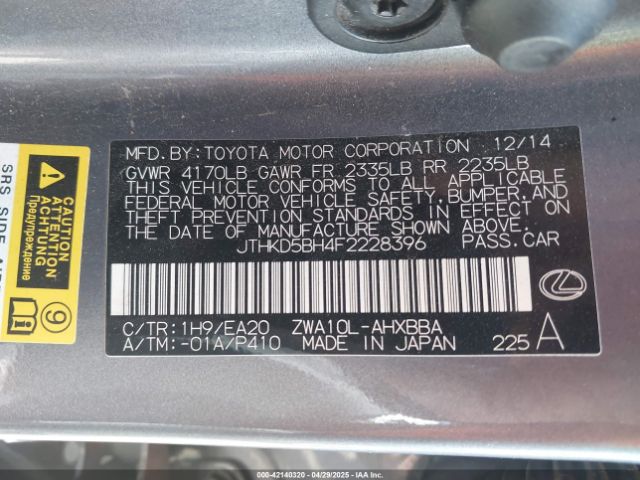 MFD.BY:TOYOTA MOTOR CORPORATION 12/14
GVWR 4170LB GAWR FR 2335LB RR 2235LB
THIS VEHICLE CONFORMS TO ALL APPLICABLE
FEDERAL MOTOR VEHICLE SAFETY,BUMPER,AND
THEFT PREVENTION STANDARDS IN EFFECT ON
THE DATE OF MANUFACTURE SHOWN ABOVE.
JTHKD5BH4F2228396 PASS.CAR
C/TR:1H9/EA20 ZWA10L-AHXBBA
A/TM:-01A/P410 MADE IN JAPAN 225 A
SRS SIDE
CAUTION
ATTENTION
ACHTUNG
Предупреждение
9
000-42140320 - 04/29/2025 - IAAI.COM